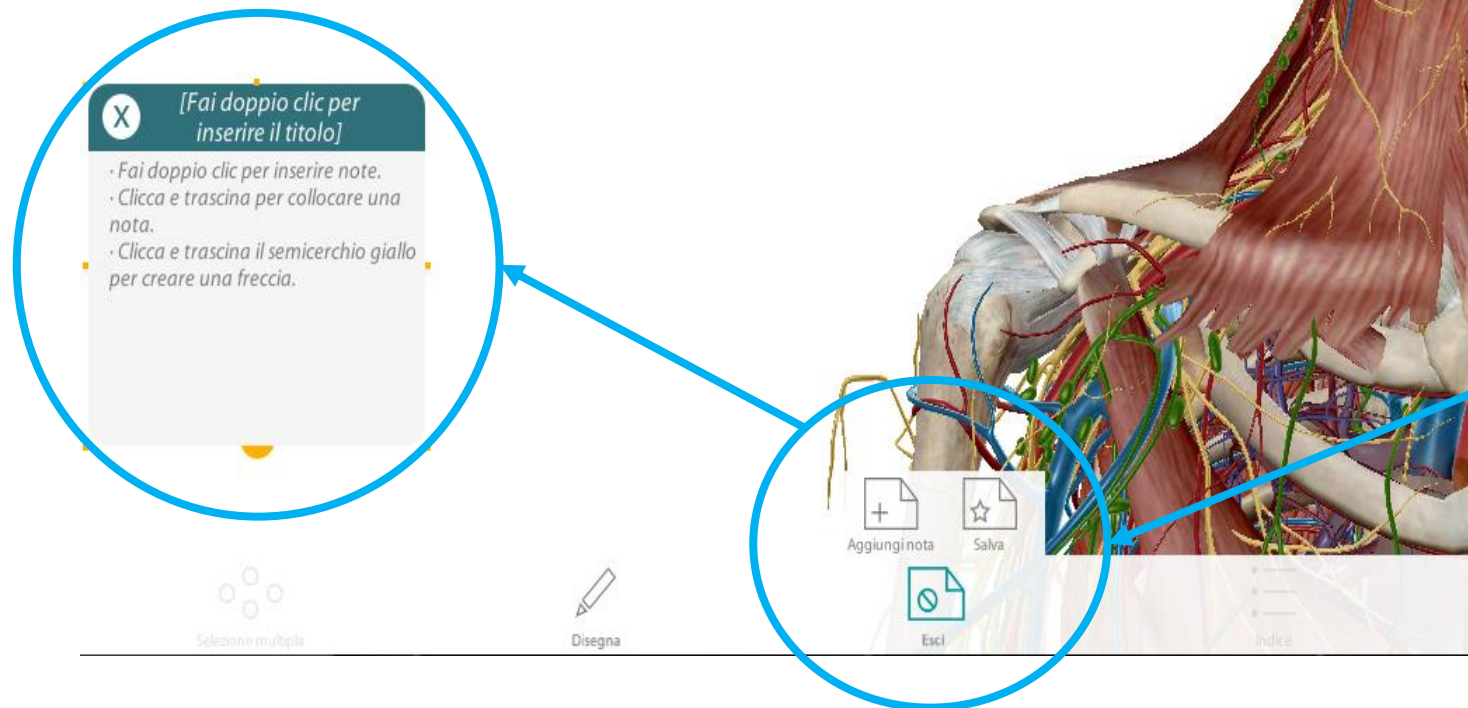 X
[Fai doppio clic per
inserire il titolo]
· Fai doppio clic per inserire note.
· Clicca e trascina per collocare una
nota.
· Clicca e trascina il semicerchio giallo
per creare una freccia.
Aggiungi nota
Salva
Selezione multipla
Disegna
Esci
Indice